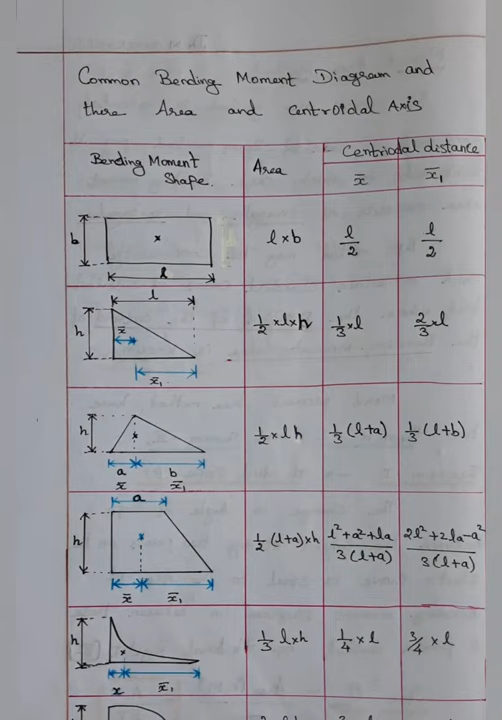 Common Bending Moment Diagram and
there Area and centroidal Axis
Bending Moment Shape. Area Centriodal distance
x̄ x̄₁
b l l×b l/2 l/2
l h x̄ x̄₁ ½×l×h ⅓×l ⅔×l
h a b x̄ x̄₁ ½×lh ⅓(l+a) ⅓(l+b)
a h x̄ x̄₁ ½(l+a)×h l²+a²+la/3(l+a) 2l²+2la-a²/3(l+a)
h x x̄₁ ⅓ l×h ¼×l ¾×l
h